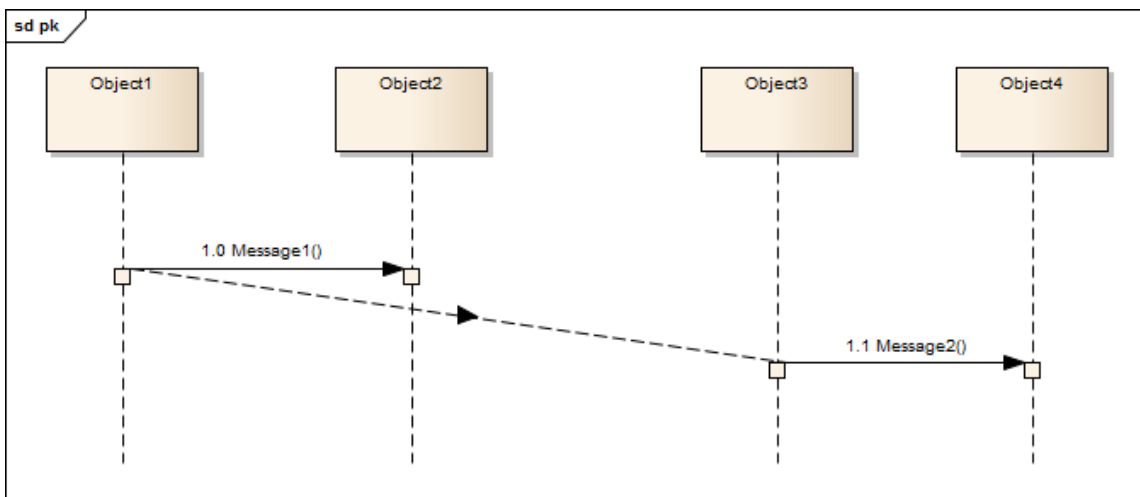 sd pk
Object1
Object2
Object3
Object4
1.0 Message1()
1.1 Message2()